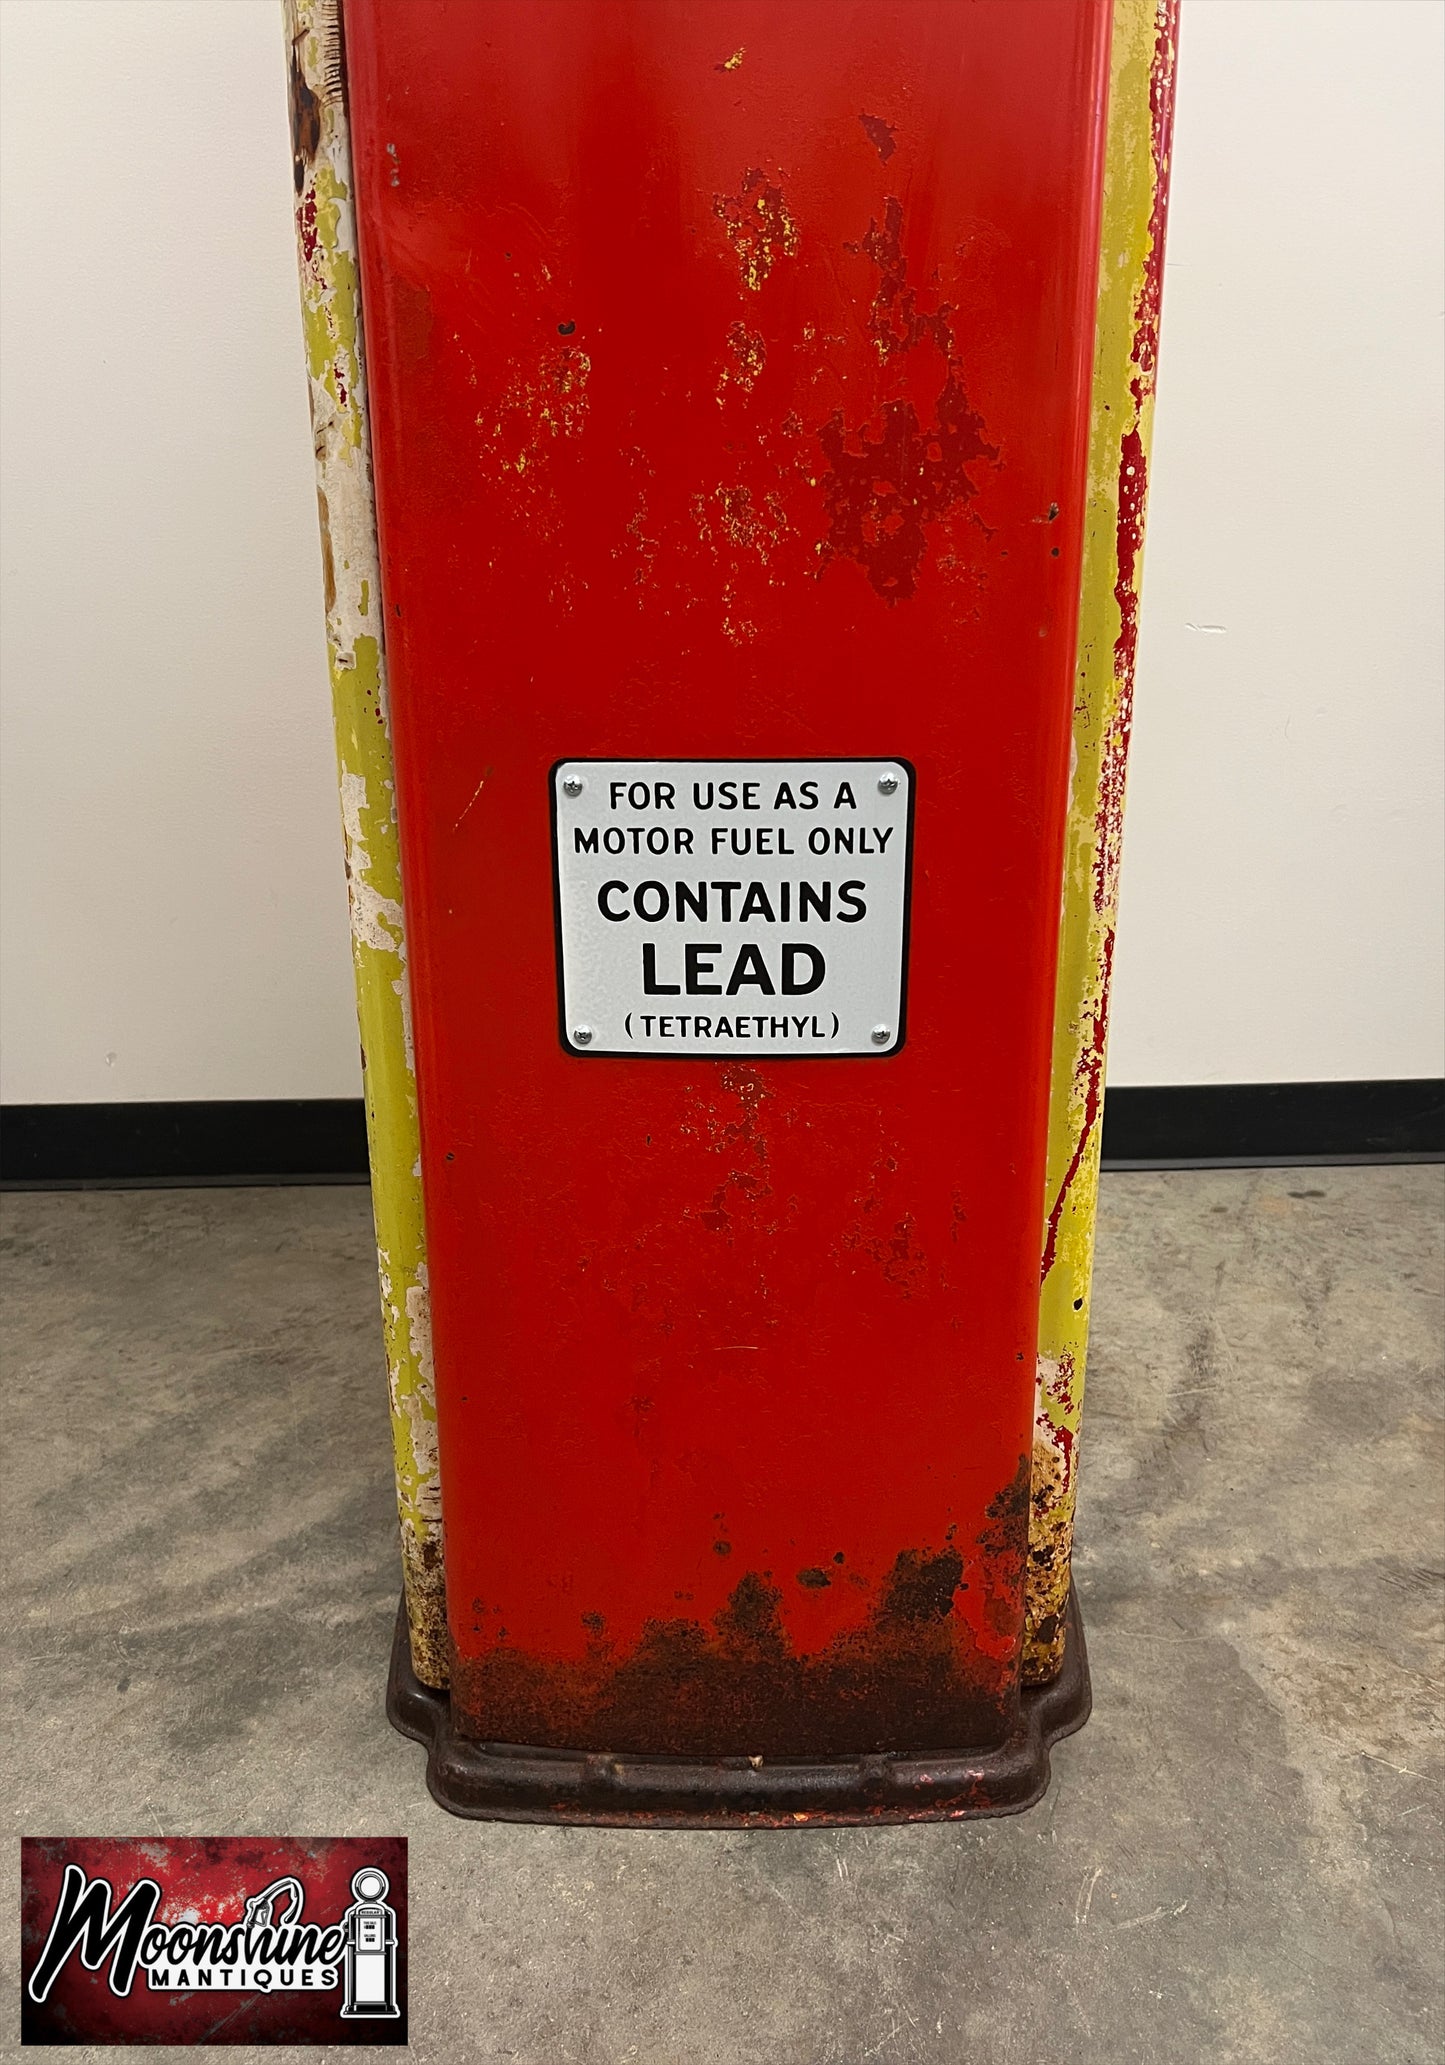 FOR USE AS A
MOTOR FUEL ONLY
CONTAINS
LEAD
(TETRAETHYL)
Moonshine
MANTIQUES